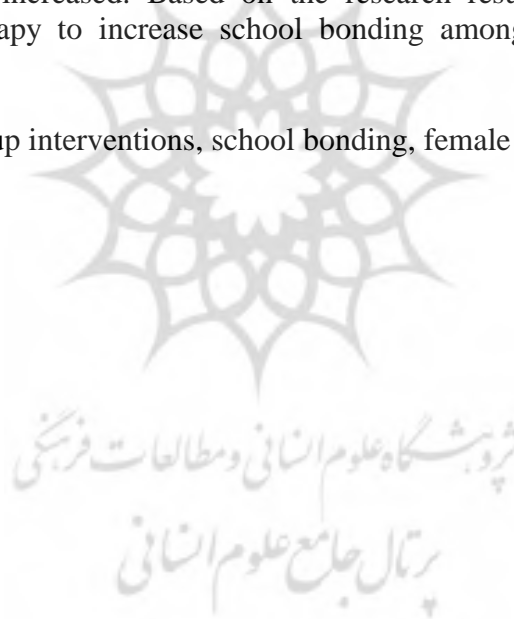 increased. Based on the research resu
apy to increase school bonding among
up interventions, school bonding, female
پژوهشگاه علوم انسانی و مطالعات فرهنگی
پرتال جامع علوم انسانی